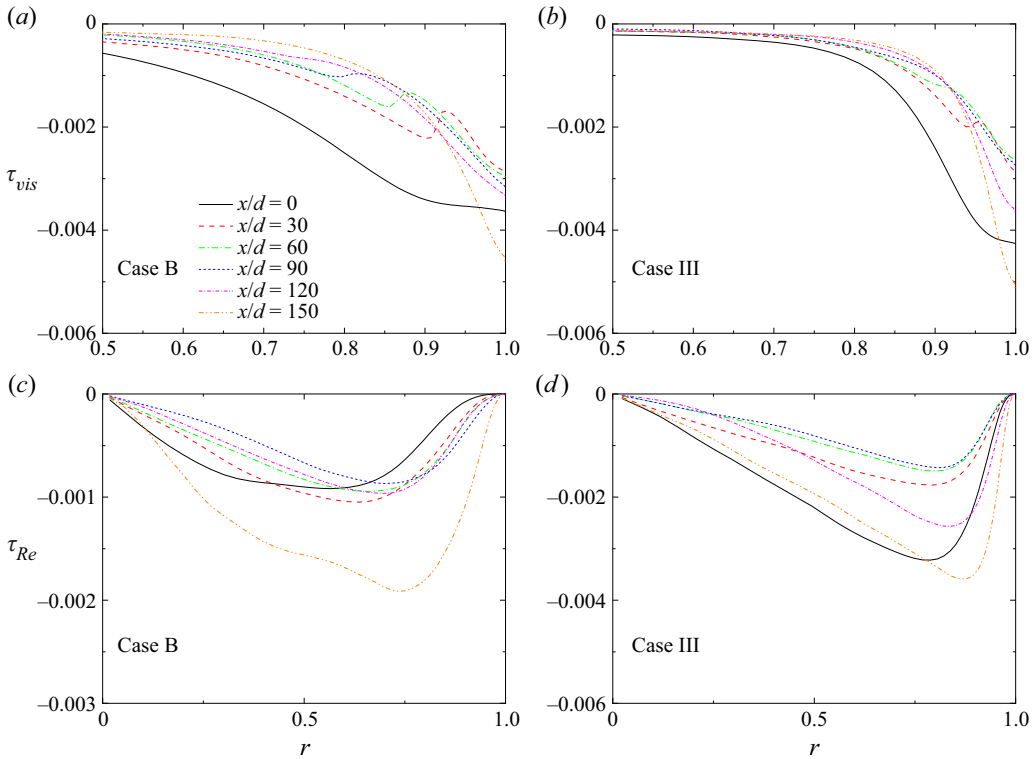 (a)
(b)
0
−0.002
−0.004
−0.006
τvis
x/d = 0
x/d = 30
x/d = 60
x/d = 90
x/d = 120
x/d = 150
Case B
0.5 0.6 0.7 0.8 0.9 1.0
0
−0.002
−0.004
−0.006
Case III
0.5 0.6 0.7 0.8 0.9 1.0
(c)
(d)
0
−0.001
−0.002
−0.003
τRe
Case B
0 0.5 1.0
r
0
−0.002
−0.004
−0.006
Case III
0 0.5 1.0
r